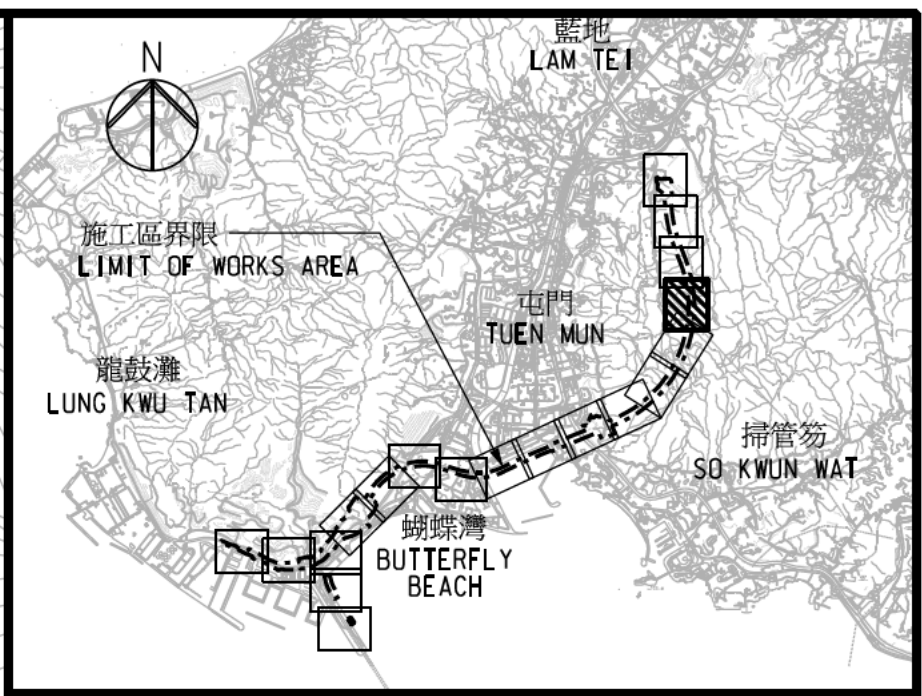 藍地
LAM TEI
N
施工區界限
LIMIT OF WORKS AREA
屯門
TUEN MUN
龍鼓灘
LUNG KWU TAN
掃管笏
SO KWUN WAT
蝴蝶灣
BUTTERFLY
BEACH